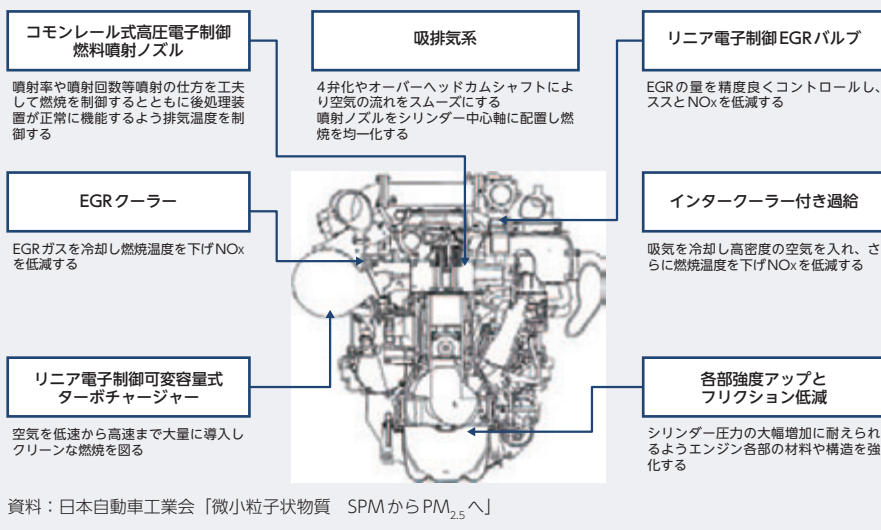 コモンレール式高圧電子制御
燃料噴射ノズル
噴射率や噴射回数等噴射の仕方を工夫
して燃焼を制御するとともに後処理装
置が正常に機能するよう排気温度を制
御する
吸排気系
4弁化やオーバーヘッドカムシャフトによ
り空気の流れをスムーズにする
噴射ノズルをシリンダー中心軸に配置し燃
焼を均一化する
リニア電子制御EGRバルブ
EGRの量を精度良くコントロールし、
ススとNOxを低減する
EGRクーラー
EGRガスを冷却し燃焼温度を下げNOx
を低減する
インタークーラー付き過給
吸気を冷却し高密度の空気を入れ、さ
らに燃焼温度を下げNOxを低減する
リニア電子制御可変容量式
ターボチャージャー
空気を低速から高速まで大量に導入し
クリーンな燃焼を図る
各部強度アップと
フリクション低減
シリンダー圧力の大幅増加に耐えられ
るようエンジン各部の材料や構造を強
化する
資料：日本自動車工業会「微小粒子状物質　SPMからPM2.5へ」